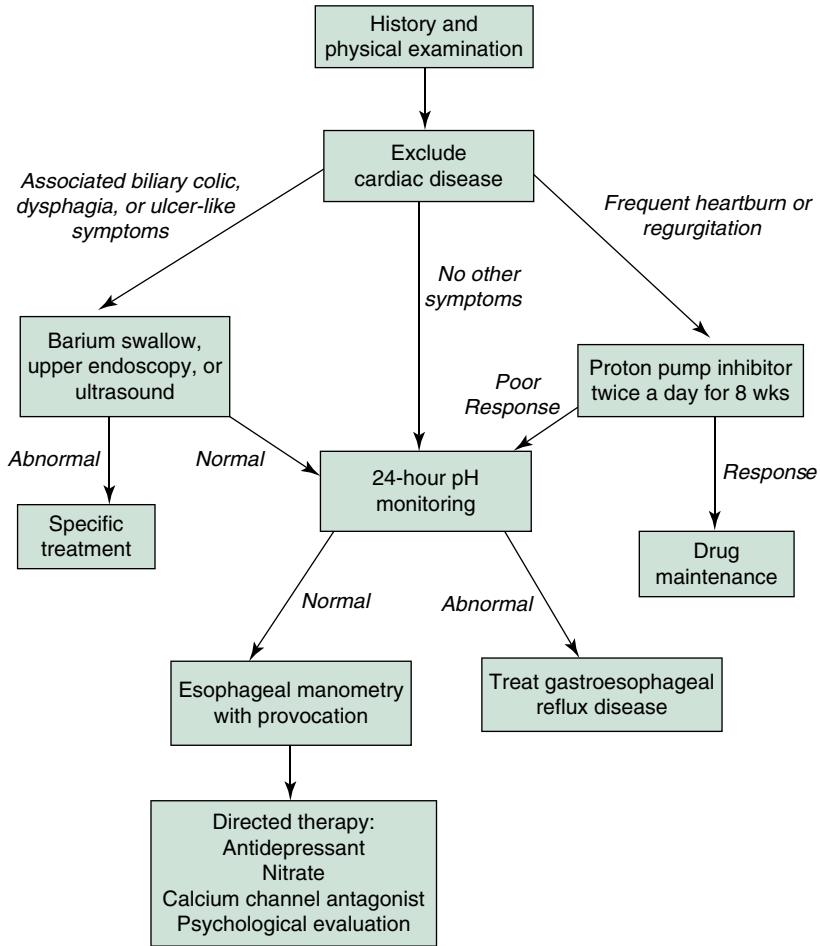 History and
physical examination
Exclude
cardiac disease
Associated biliary colic,
dysphagia, or ulcer-like
symptoms
Frequent heartburn or
regurgitation
No other
symptoms
Barium swallow,
upper endoscopy, or
ultrasound
Proton pump inhibitor
twice a day for 8 wks
Poor
Response
Abnormal
Normal
24-hour pH
monitoring
Response
Specific
treatment
Drug
maintenance
Normal
Abnormal
Esophageal manometry
with provocation
Treat gastroesophageal
reflux disease
Directed therapy:
Antidepressant
Nitrate
Calcium channel antagonist
Psychological evaluation